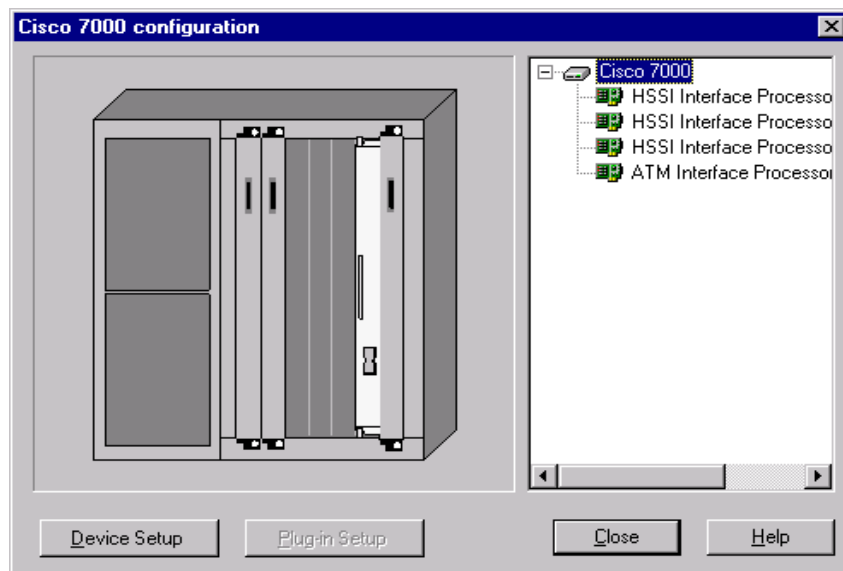 Cisco 7000 configuration
Cisco 7000
HSSI Interface Processo
HSSI Interface Processo
HSSI Interface Processo
ATM Interface Processor
Device Setup
Plug-in Setup
Close
Help